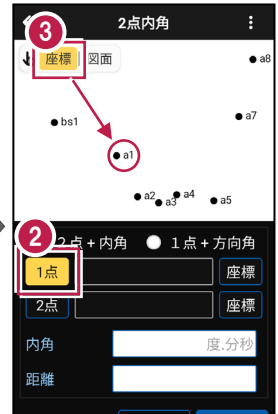 2点内角
3
座標 図面
a8
bs1
a7
a1
a2 a3 a4 a5
2
2点 + 内角 1点 + 方向角
1点 座標
2点 座標
内角 度.分秒
距離